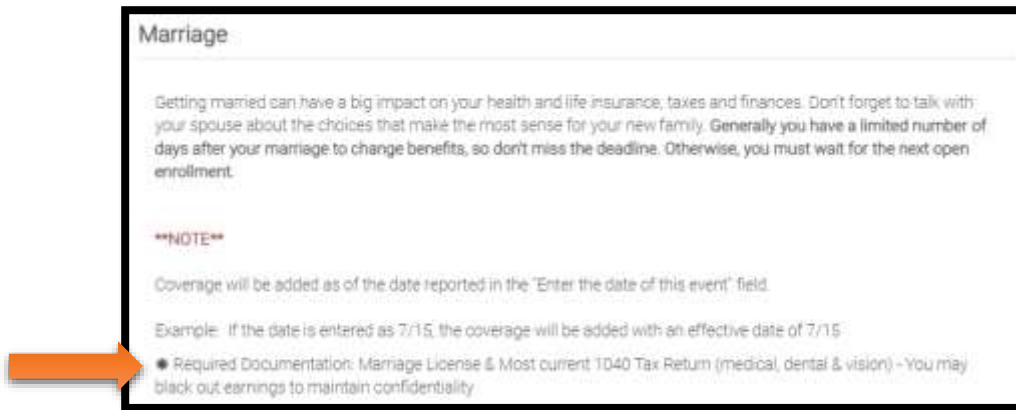 Marriage
Getting married can have a big impact on your health and life insurance, taxes and finances. Don't forget to talk with
your spouse about the choices that make the most sense for your new family. Generally you have a limited number of
days after your marriage to change benefits, so don't miss the deadline. Otherwise, you must wait for the next open
enrollment.
**NOTE**
Coverage will be added as of the date reported in the "Enter the date of this event" field.
Example: If the date is entered as 7/15, the coverage will be added with an effective date of 7/15
● Required Documentation: Marriage License & Most current 1040 Tax Return (medical, dental & vision) - You may
black out earnings to maintain confidentiality